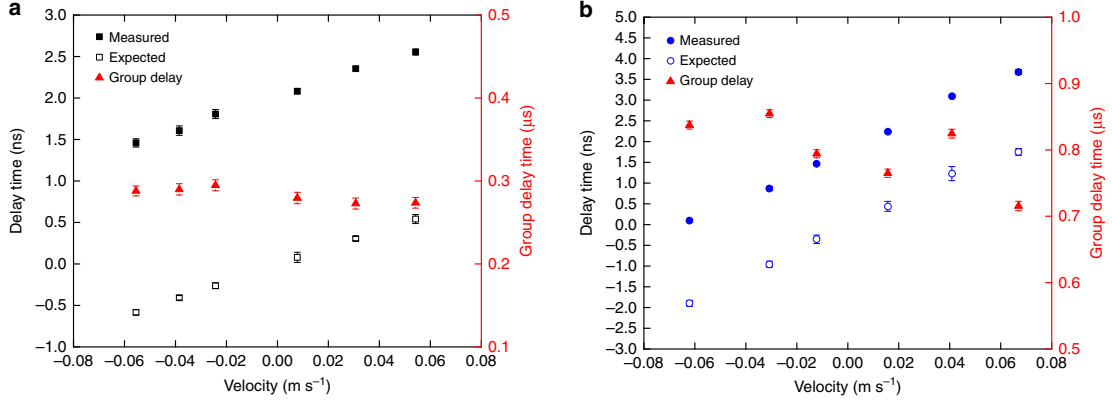 a
3.0
2.5
2.0
1.5
1.0
0.5
0.0
–0.5
–1.0
Delay time (ns)
Measured
Expected
Group delay
0.5
0.4
0.3
0.2
0.1
Group delay time (µs)
–0.08 –0.06 –0.04 –0.02 0.00 0.02 0.04 0.06 0.08
Velocity (m s⁻¹)
b
5.0
4.5
4.0
3.5
3.0
2.5
2.0
1.5
1.0
0.5
0.0
–0.5
–1.0
–1.5
–2.0
–2.5
–3.0
Delay time (ns)
Measured
Expected
Group delay
1.0
0.9
0.8
0.7
0.6
0.5
Group delay time (µs)
–0.08 –0.06 –0.04 –0.02 0.00 0.02 0.04 0.06 0.08
Velocity (m s⁻¹)